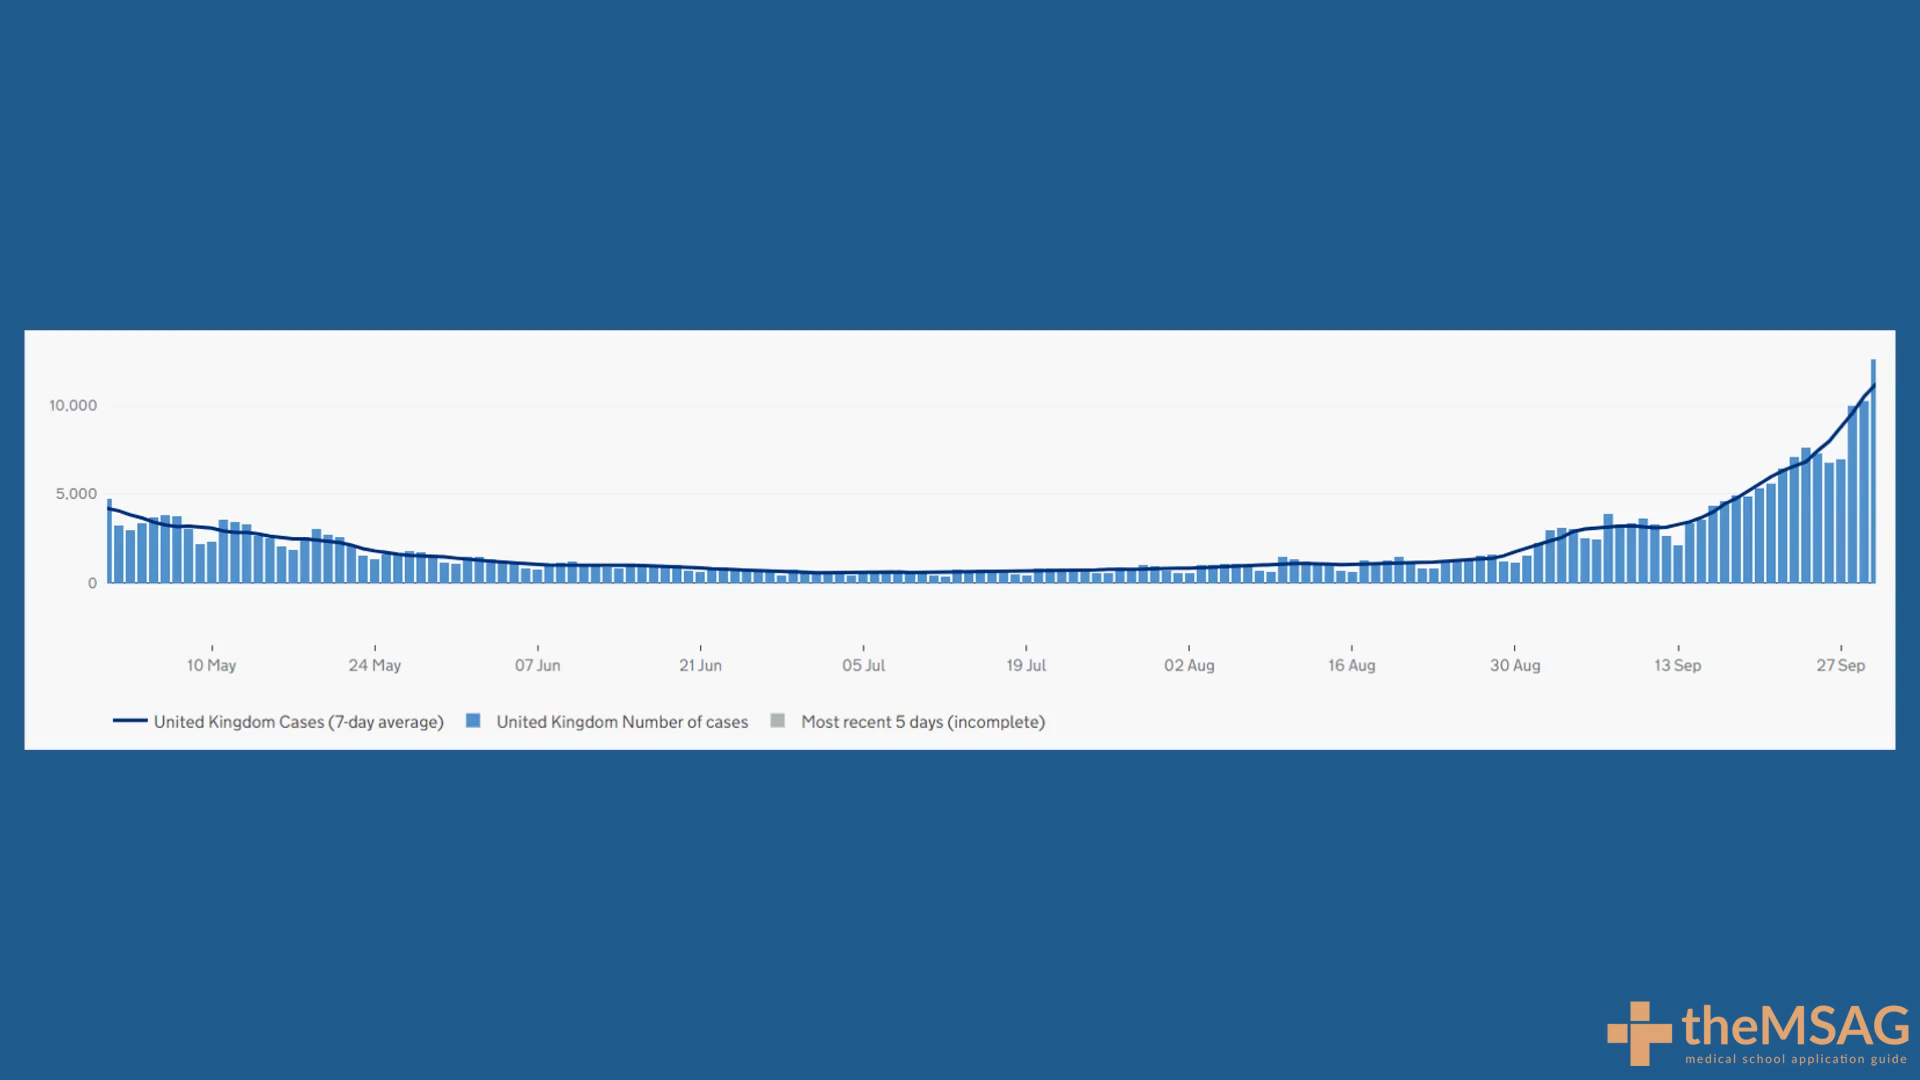 10,000
5,000
0
10 May 24 May 07 Jun 21 Jun 05 Jul 19 Jul 02 Aug 16 Aug 30 Aug 13 Sep 27 Sep
United Kingdom Cases (7-day average) United Kingdom Number of cases Most recent 5 days (incomplete)
theMSAG
medical school application guide